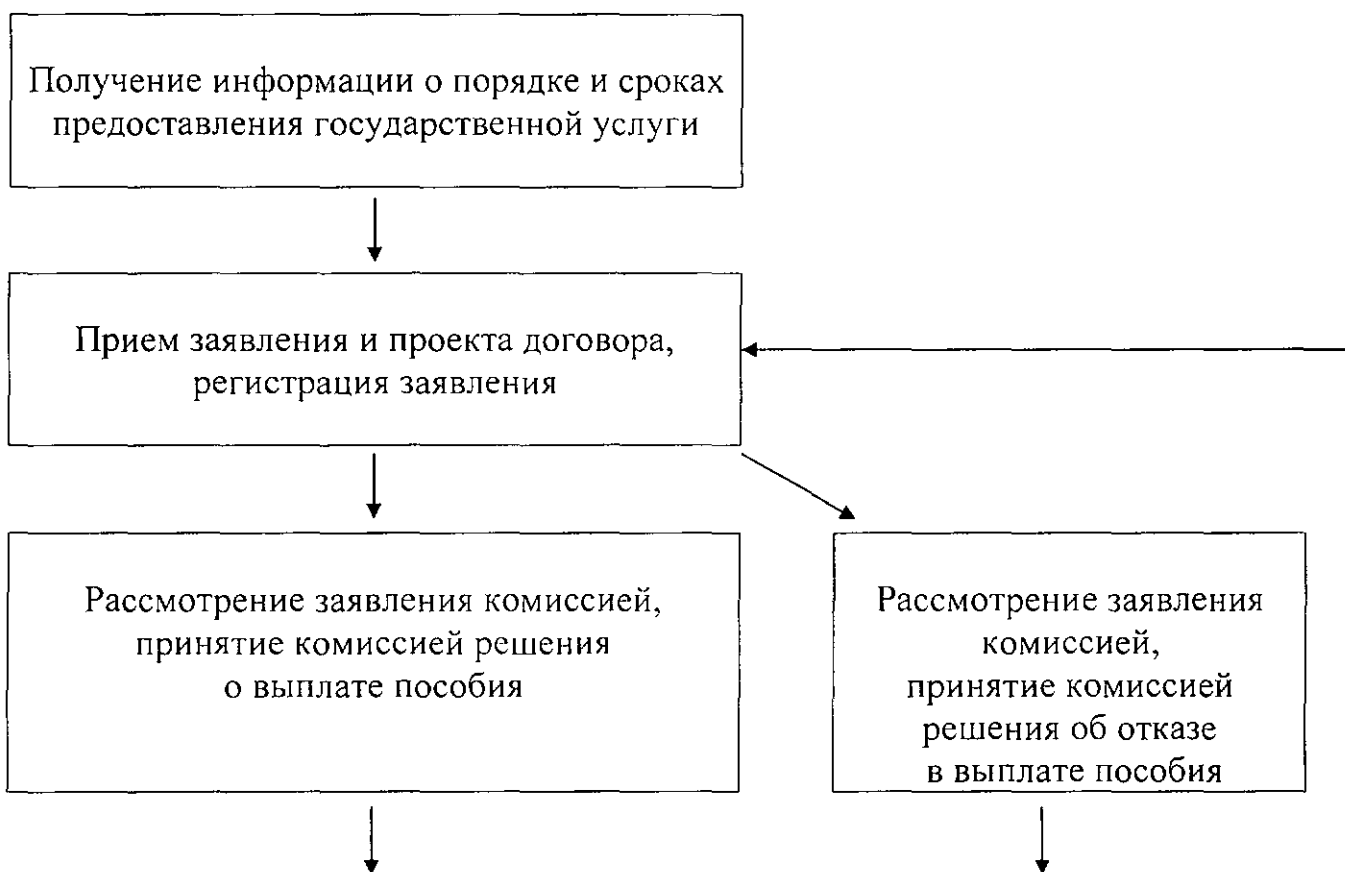 Получение информации о порядке и сроках
предоставления государственной услуги
Прием заявления и проекта договора,
регистрация заявления
Рассмотрение заявления комиссией,
принятие комиссией решения
о выплате пособия
Рассмотрение заявления
комиссией,
принятие комиссией
решения об отказе
в выплате пособия